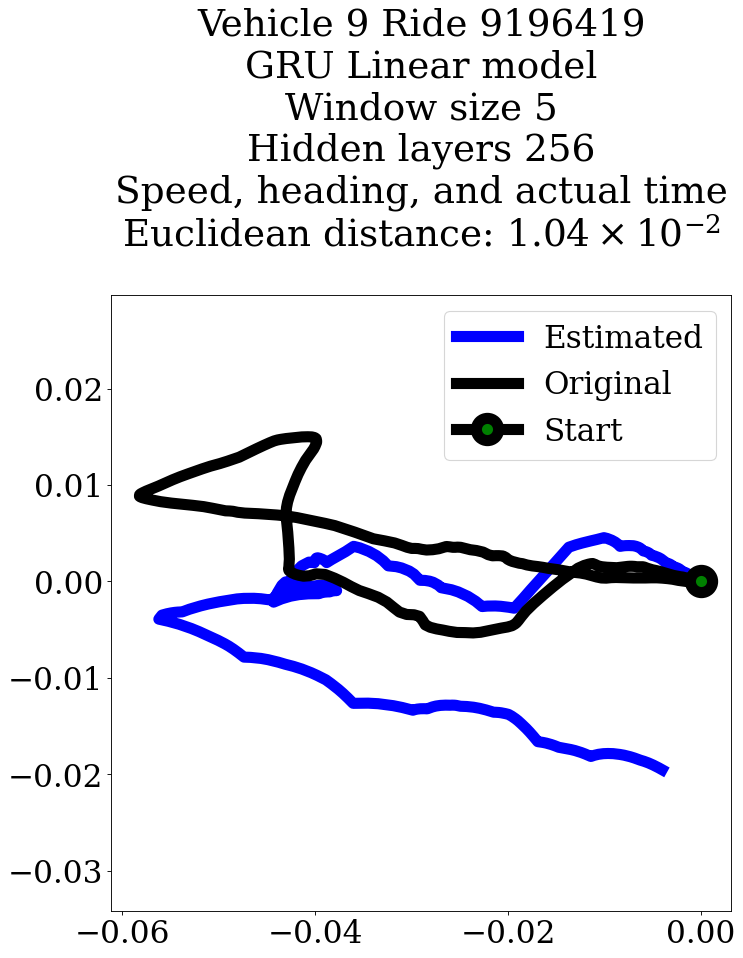 Vehicle 9 Ride 9196419
GRU Linear model
Window size 5
Hidden layers 256
Speed, heading, and actual time
Euclidean distance: 1.04 × 10⁻²
Estimated
Original
Start
0.02
0.01
0.00
−0.01
−0.02
−0.03
−0.06 −0.04 −0.02 0.00